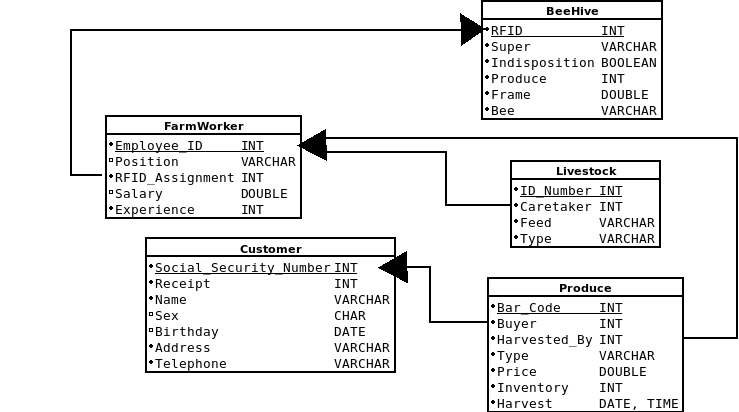 BeeHive
RFID INT
Super VARCHAR
Indisposition BOOLEAN
Produce INT
Frame DOUBLE
Bee VARCHAR
FarmWorker
Employee_ID INT
Position VARCHAR
RFID_Assignment INT
Salary DOUBLE
Experience INT
Livestock
ID_Number INT
Caretaker INT
Feed VARCHAR
Type VARCHAR
Customer
Social_Security_Number INT
Receipt INT
Name VARCHAR
Sex CHAR
Birthday DATE
Address VARCHAR
Telephone VARCHAR
Produce
Bar_Code INT
Buyer INT
Harvested_By INT
Type VARCHAR
Price DOUBLE
Inventory INT
Harvest DATE, TIME